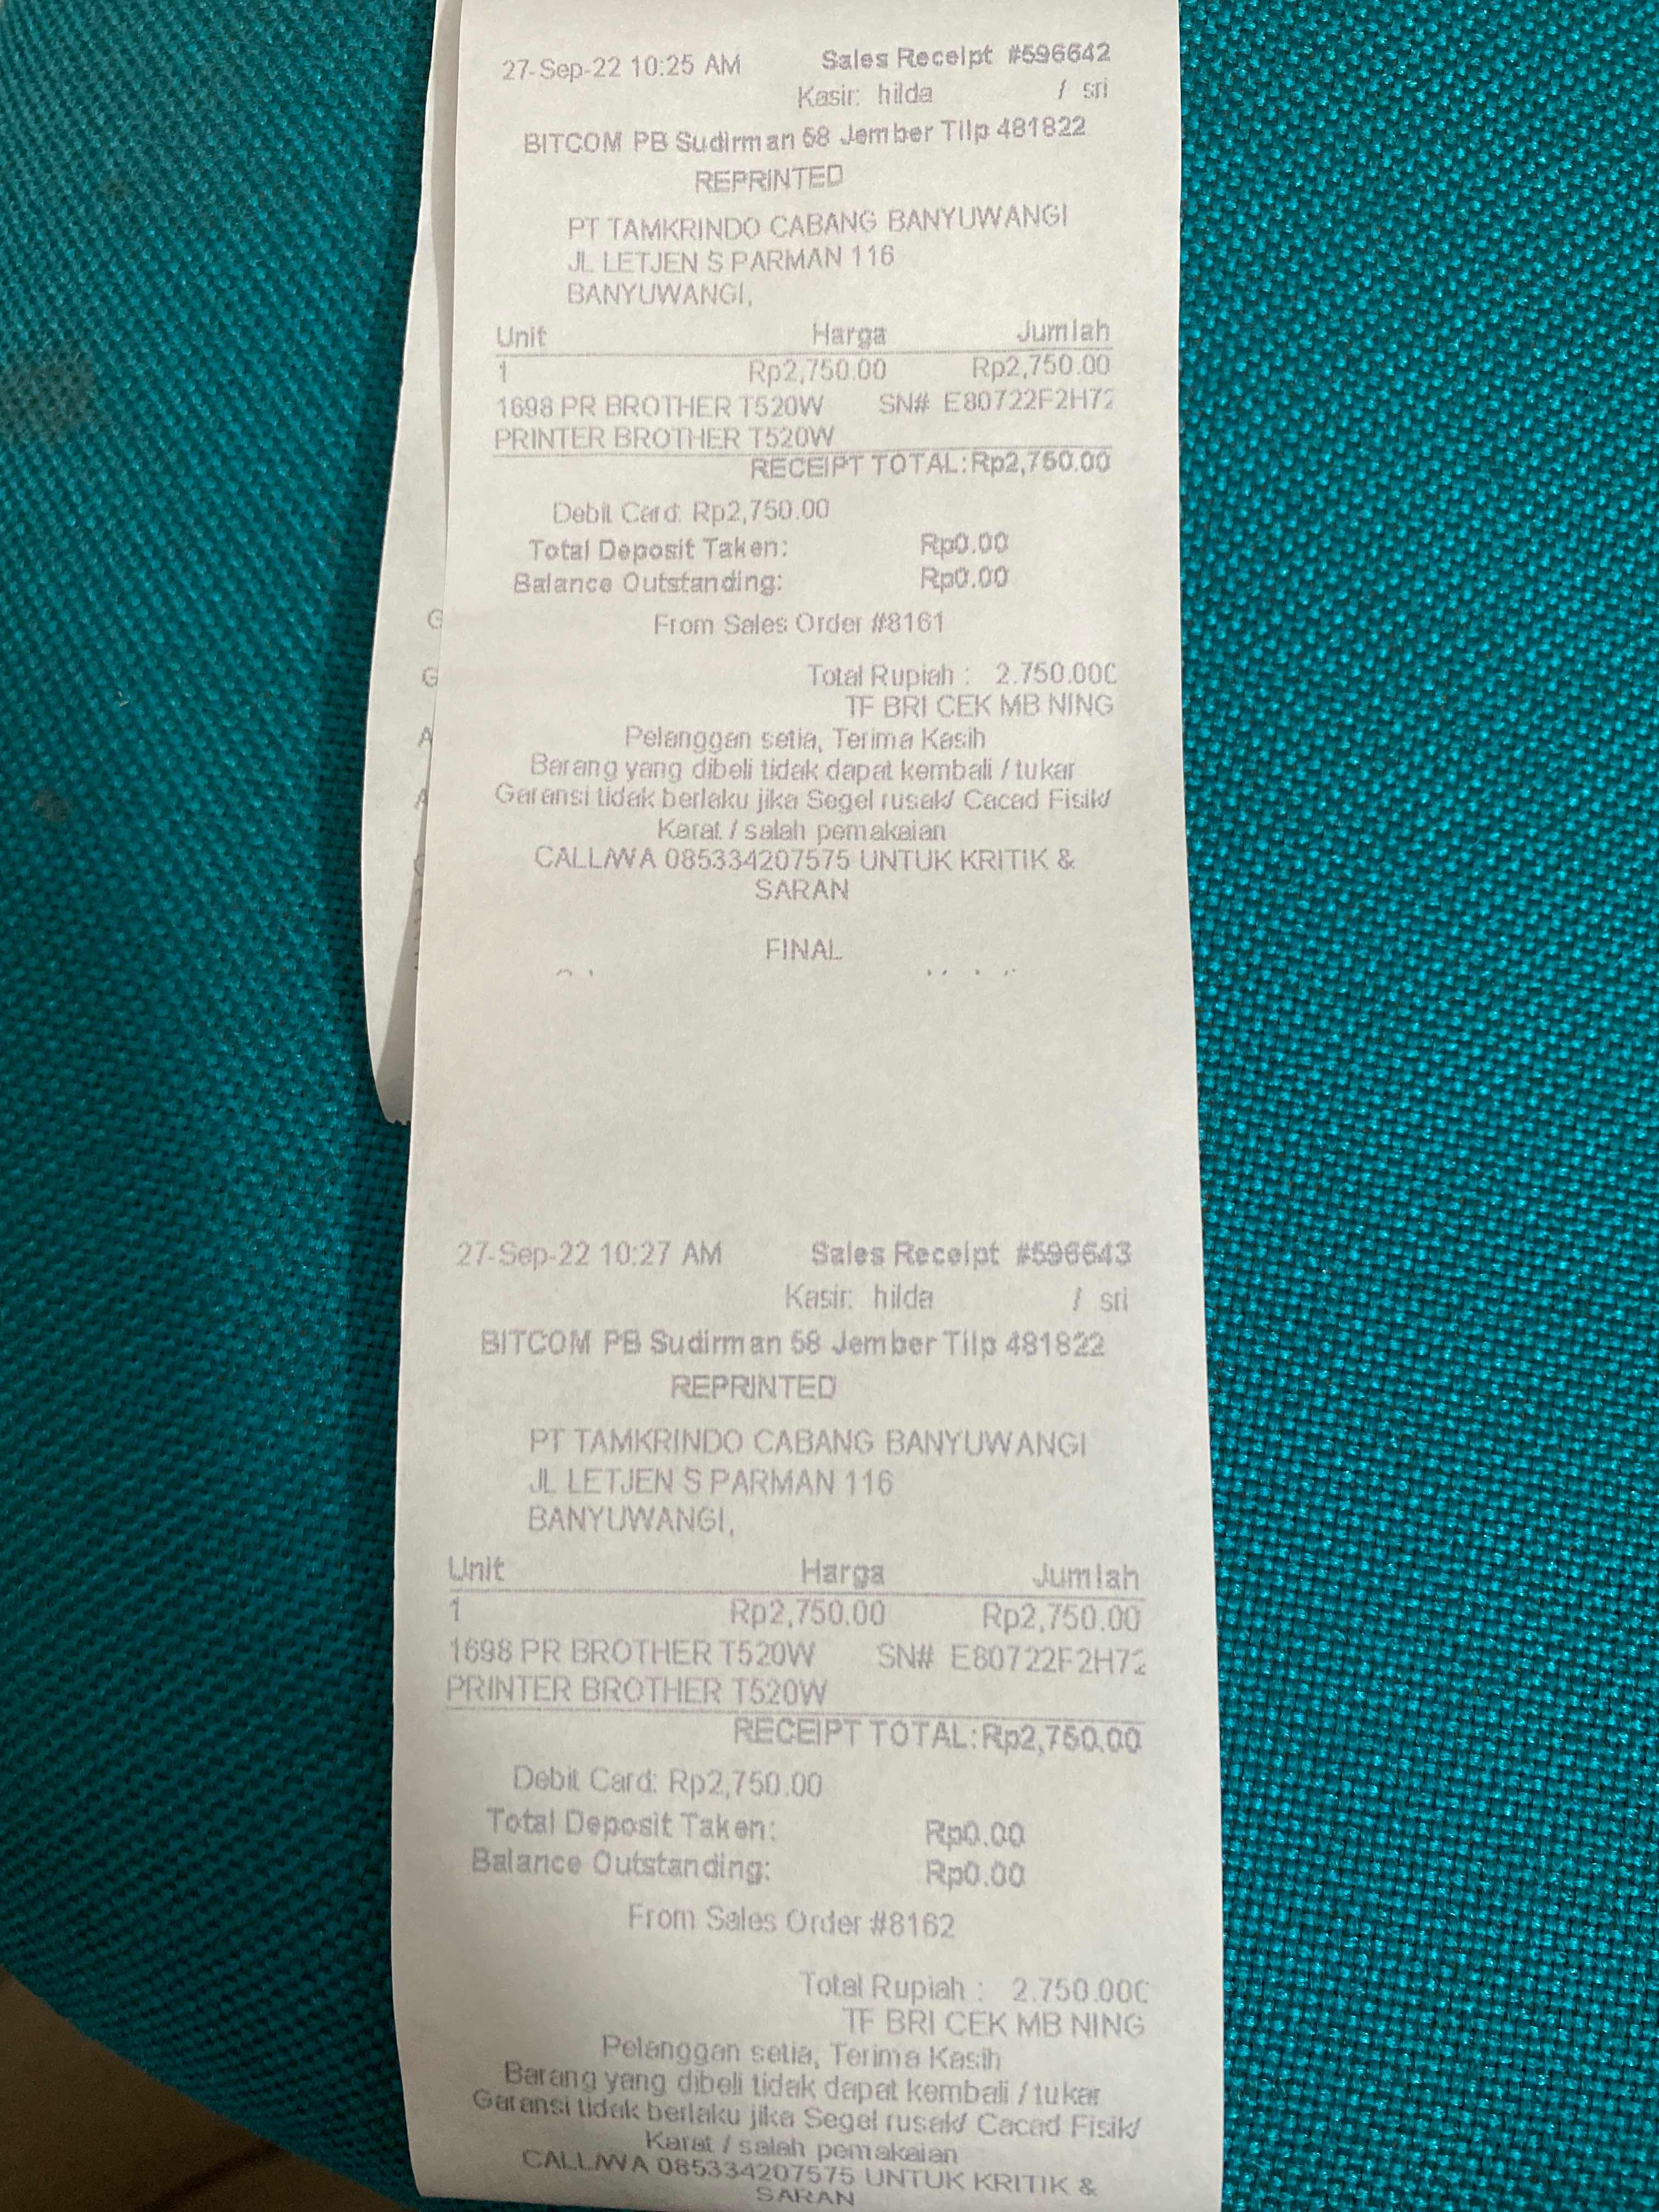 27-Sep-22 10:25 AM Sales Receipt #596642
Kasir: hilda / sri
BITCOM PB Sudirman 58 Jember Tilp 481822
REPRINTED
PT TAMKRINDO CABANG BANYUWANGI
JL LETJEN S PARMAN 116
BANYUWANGI,
Unit Harga Jumlah
1 Rp2,750.00 Rp2,750.00
1698 PR BROTHER T520W SN# E80722F2H72
PRINTER BROTHER T520W
RECEIPT TOTAL: Rp2,750.00
Debit Card: Rp2,750.00
Total Deposit Taken: Rp0.00
Balance Outstanding: Rp0.00
From Sales Order #8161
Total Rupiah : 2.750.000
TF BRI CEK MB NING
Pelanggan setia, Terima Kasih
Barang yang dibeli tidak dapat kembali / tukar
Garansi tidak berlaku jika Segel rusak/ Cacad Fisik/
Karat / salah pemakaian
CALL/WA 085334207575 UNTUK KRITIK &
SARAN
FINAL
27-Sep-22 10:27 AM Sales Receipt #596643
Kasir: hilda / sri
BITCOM PB Sudirman 58 Jember Tilp 481822
REPRINTED
PT TAMKRINDO CABANG BANYUWANGI
JL LETJEN S PARMAN 116
BANYUWANGI,
Unit Harga Jumlah
1 Rp2,750.00 Rp2,750.00
1698 PR BROTHER T520W SN# E80722F2H72
PRINTER BROTHER T520W
RECEIPT TOTAL: Rp2,750.00
Debit Card: Rp2,750.00
Total Deposit Taken: Rp0.00
Balance Outstanding: Rp0.00
From Sales Order #8162
Total Rupiah : 2.750.000
TF BRI CEK MB NING
Pelanggan setia, Terima Kasih
Barang yang dibeli tidak dapat kembali / tukar
Garansi tidak berlaku jika Segel rusak/ Cacad Fisik/
Karat / salah pemakaian
CALL/WA 085334207575 UNTUK KRITIK &
SARAN